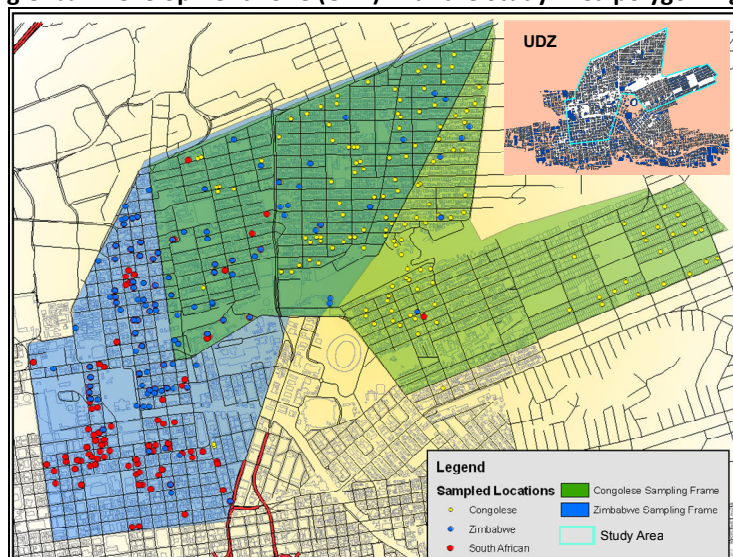 UDZ
Legend
Sampled Locations
Congolese
Zimbabwe
South African
Congolese Sampling Frame
Zimbabwe Sampling Frame
Study Area